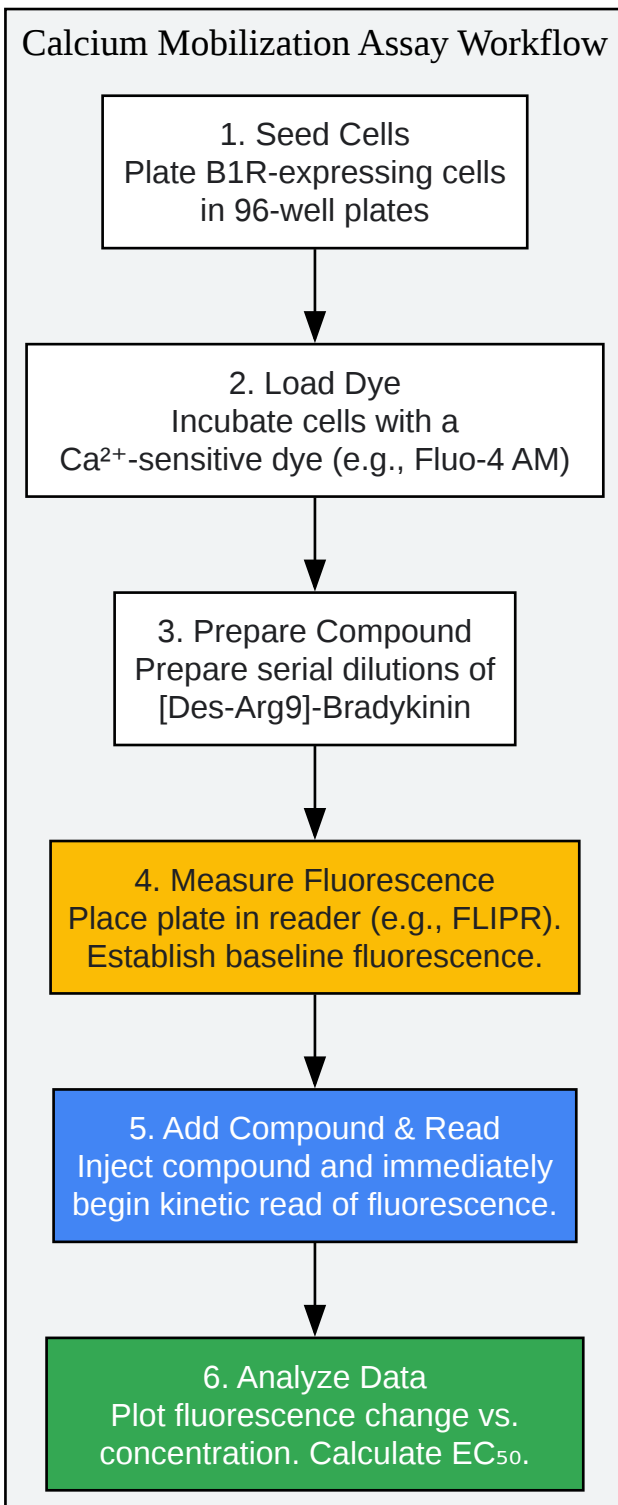 Calcium Mobilization Assay Workflow
1. Seed Cells
Plate B1R-expressing cells
in 96-well plates
2. Load Dye
Incubate cells with a
Ca²⁺-sensitive dye (e.g., Fluo-4 AM)
3. Prepare Compound
Prepare serial dilutions of
[Des-Arg9]-Bradykinin
4. Measure Fluorescence
Place plate in reader (e.g., FLIPR).
Establish baseline fluorescence.
5. Add Compound & Read
Inject compound and immediately
begin kinetic read of fluorescence.
6. Analyze Data
Plot fluorescence change vs.
concentration. Calculate EC₅₀.